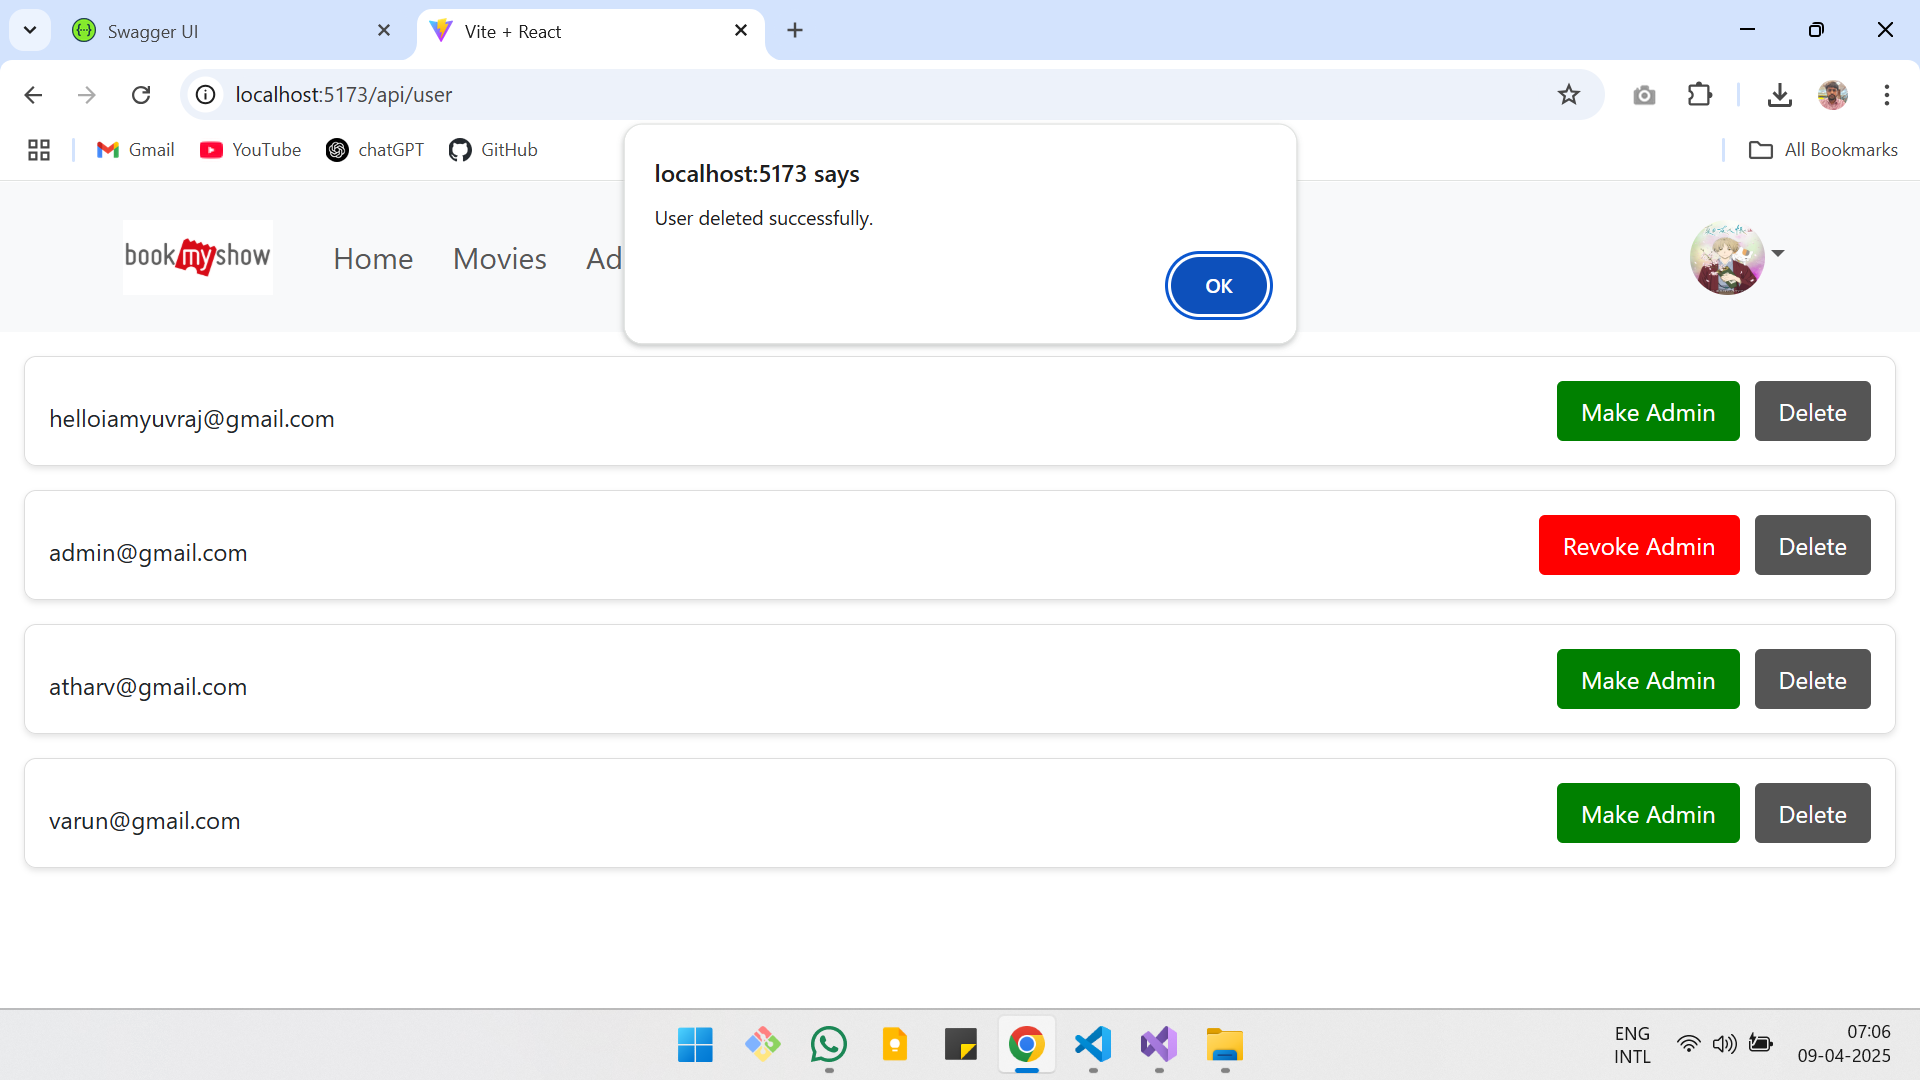 Swagger UI
Vite + React
localhost:5173/api/user
Gmail
YouTube
chatGPT
GitHub
All Bookmarks
localhost:5173 says
User deleted successfully.
OK
bookmyshow
Home
Movies
Ad
helloiamyuvraj@gmail.com
Make Admin
Delete
admin@gmail.com
Revoke Admin
Delete
atharv@gmail.com
Make Admin
Delete
varun@gmail.com
Make Admin
Delete
ENG
INTL
07:06
09-04-2025